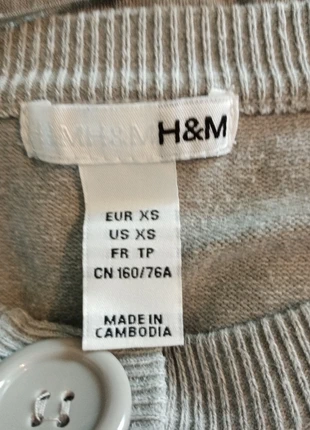 H&M H&M
EUR XS
US XS
FR TP
CN 160/76A
MADE IN
CAMBODIA